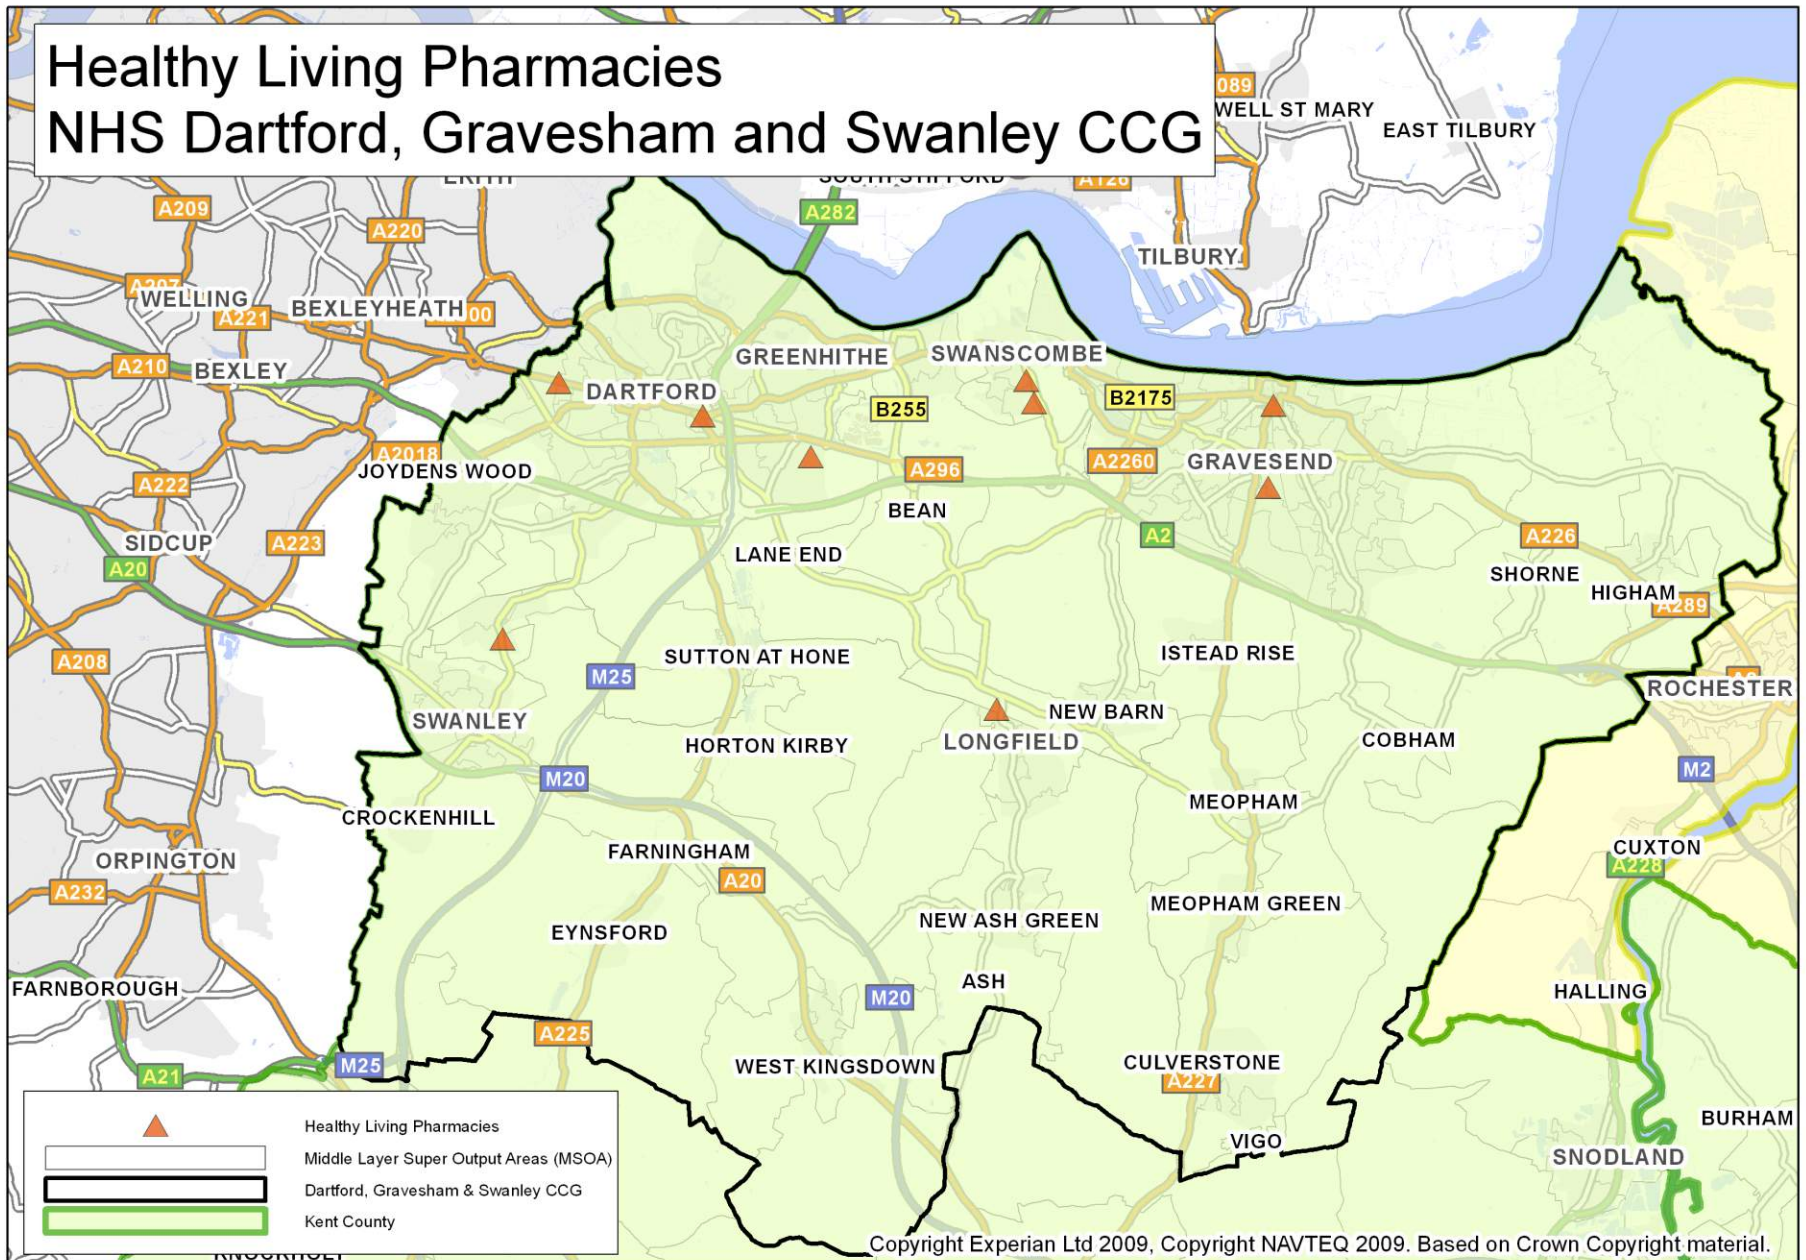 Healthy Living Pharmacies
NHS Dartford, Gravesham and Swanley CCG
WELL ST MARY
EAST TILBURY
A209
A282
A126
A220
TILBURY
WELLING
BEXLEYHEATH
A221
GREENHITHE
SWANSCOMBE
A210
BEXLEY
DARTFORD
B255
B2175
A2018
JOYDENS WOOD
A296
A2260
GRAVESEND
A222
BEAN
SIDCUP
A223
A2
A226
A20
LANE END
SHORNE
HIGHAM
A289
A208
M25
SUTTON AT HONE
ISTEAD RISE
ROCHESTER
SWANLEY
NEW BARN
HORTON KIRBY
LONGFIELD
COBHAM
M20
M2
CROCKENHILL
MEOPHAM
ORPINGTON
FARNINGHAM
CUXTON
A228
A232
A20
MEOPHAM GREEN
EYNSFORD
NEW ASH GREEN
FARNBOROUGH
ASH
M20
HALLING
A225
A21
M25
WEST KINGSDOWN
CULVERSTONE
A227
BURHAM
VIGO
SNODLAND
Healthy Living Pharmacies
Middle Layer Super Output Areas (MSOA)
Dartford, Gravesham & Swanley CCG
Kent County
Copyright Experian Ltd 2009, Copyright NAVTEQ 2009. Based on Crown Copyright material.